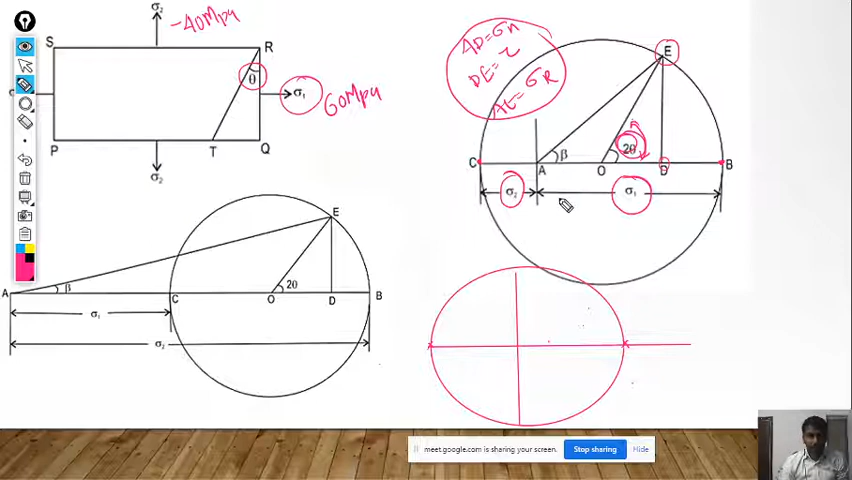 σ₂
-40Mpa
S
R
θ
σ₁
60Mpa
P
T
Q
σ₂
AD=σn
DE=τ
AE=σR
E
β
2θ
C
A
O
D
B
σ₂
σ₁
E
A
β
C
O
2θ
D
B
σ₁
σ₂
meet.google.com is sharing your screen.
Stop sharing
Hide